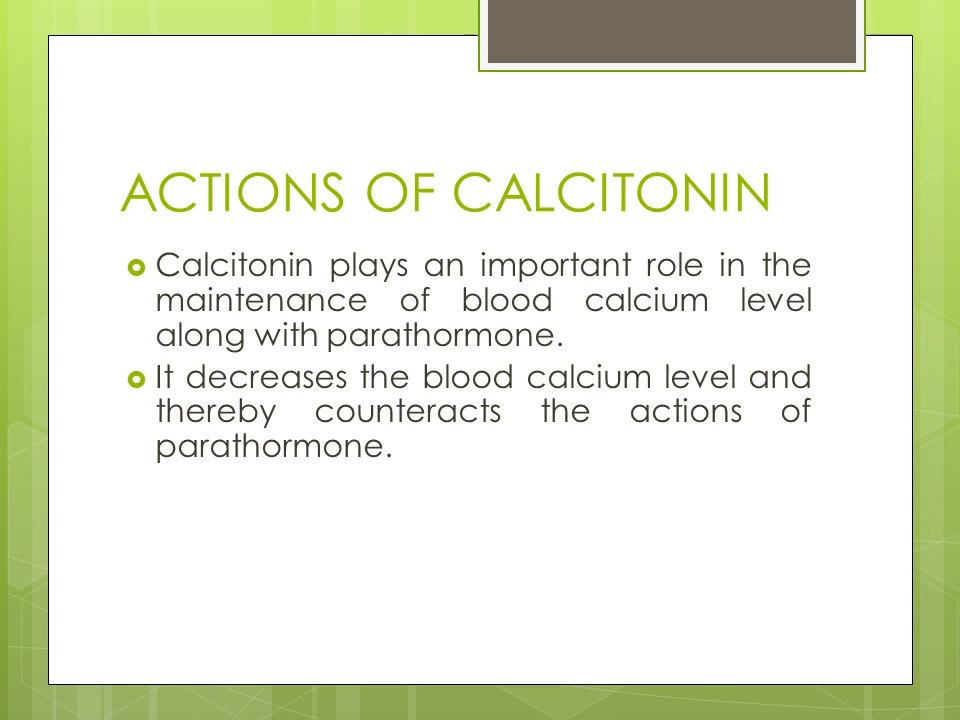 ACTIONS OF CALCITONIN
Calcitonin plays an important role in the
maintenance of blood calcium level
along with parathormone.
It decreases the blood calcium level and
thereby counteracts the actions of
parathormone.